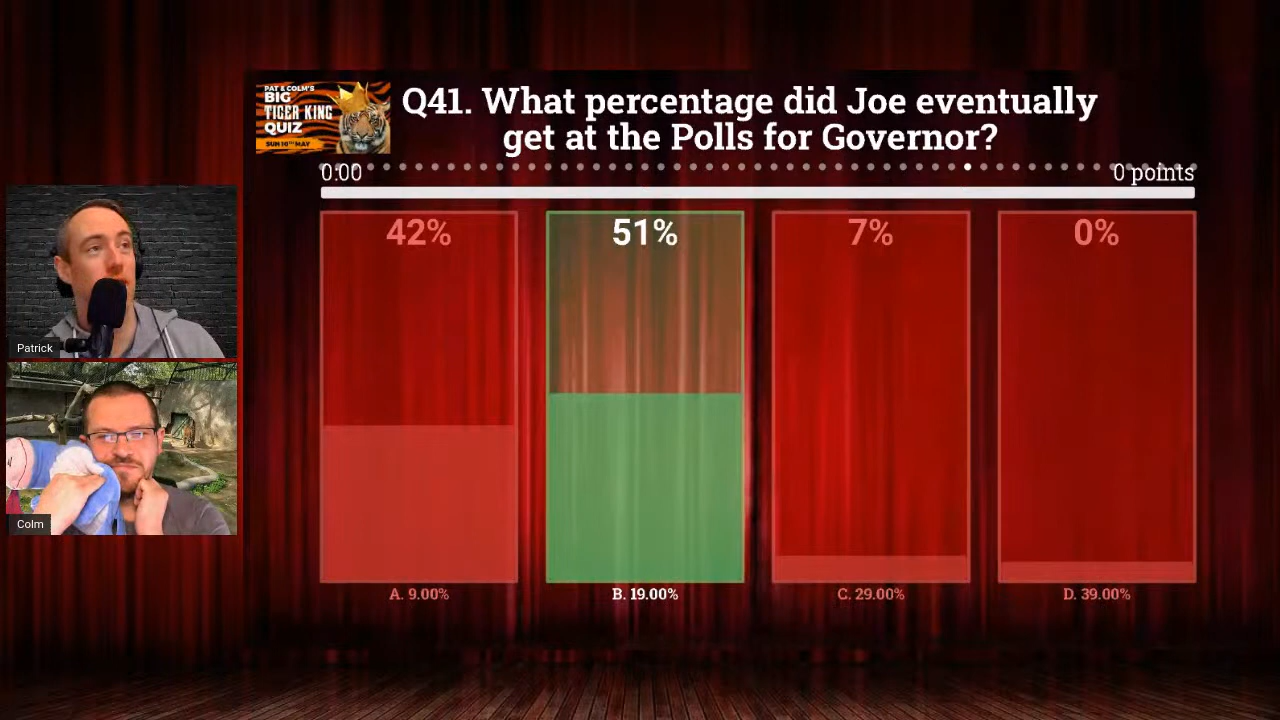 PAT & COLM'S
BIG
TIGER KING
QUIZ
SUN 10TH MAY
Q41. What percentage did Joe eventually
get at the Polls for Governor?
0:00
0 points
42%
51%
7%
0%
A. 9.00%
B. 19.00%
C. 29.00%
D. 39.00%
Patrick
Colm